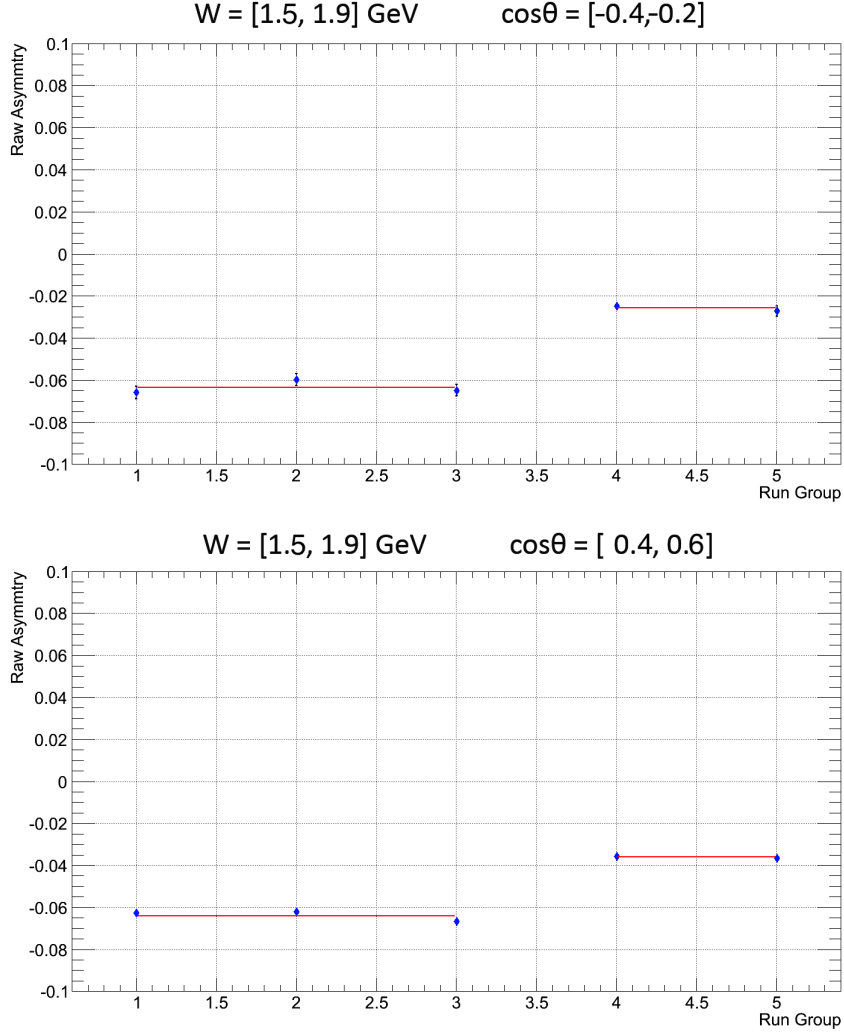 W = [1.5, 1.9] GeV cosθ = [-0.4,-0.2]
Raw Asymmtry
0.1
0.08
0.06
0.04
0.02
0
-0.02
-0.04
-0.06
-0.08
-0.1
1 1.5 2 2.5 3 3.5 4 4.5 5
Run Group
W = [1.5, 1.9] GeV cosθ = [ 0.4, 0.6]
Raw Asymmtry
0.1
0.08
0.06
0.04
0.02
0
-0.02
-0.04
-0.06
-0.08
-0.1
1 1.5 2 2.5 3 3.5 4 4.5 5
Run Group